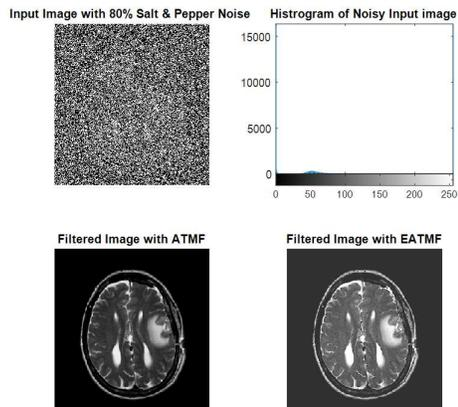 Input Image with 80% Salt & Pepper Noise
Histrogram of Noisy Input image
15000
10000
5000
0
0 50 100 150 200 250
Filtered Image with ATMF
Filtered Image with EATMF